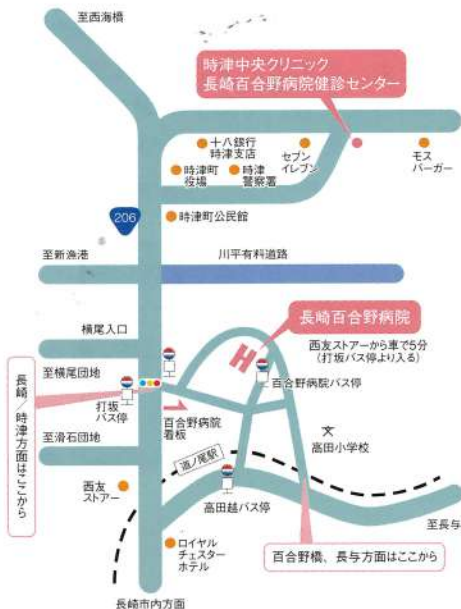 至西海橋
時津中央クリニック
長崎百合野病院健診センター
十八銀行
時津支店
セブン
イレブン
モス
バーガー
時津町
役場
時津
警察署
206
時津町公民館
至新漁港
川平有料道路
長崎百合野病院
横尾入口
西友ストアーから車で5分
(打坂バス停より入る)
至横尾団地
百合野病院バス停
長崎/時津方面はここから
打坂
バス停
百合野病院
看板
高田小学校
至滑石団地
道ノ尾駅
西友
ストアー
高田越バス停
至長与
ロイヤル
チェスター
ホテル
百合野橋、長与方面はここから
長崎市内方面